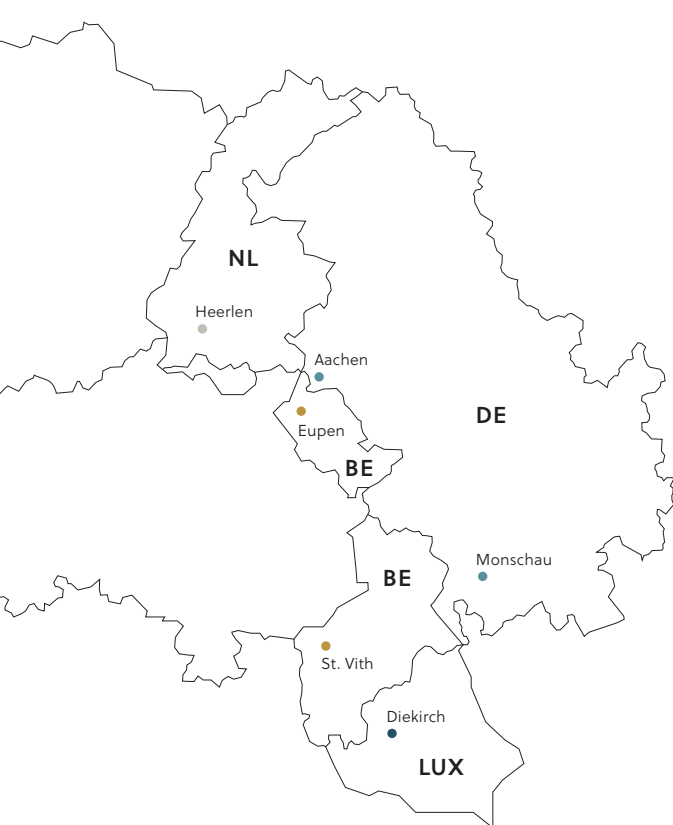 NL
Heerlen
Aachen
DE
Eupen
BE
Monschau
BE
St. Vith
Diekirch
LUX